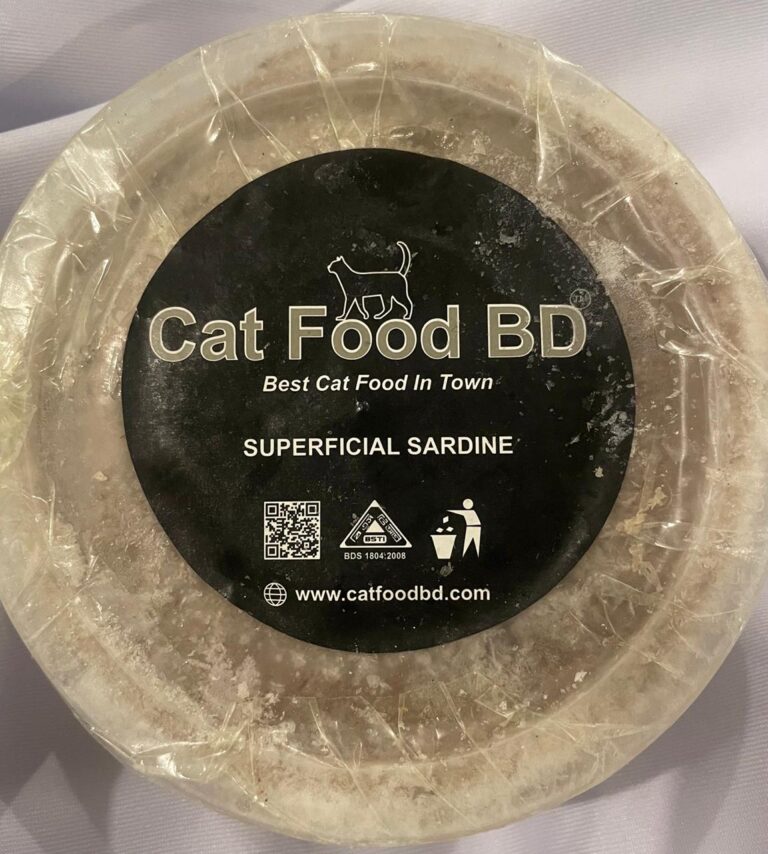 Cat Food BD
Best Cat Food In Town
SUPERFICIAL SARDINE
BSTI
BDS 1804:2008
www.catfoodbd.com